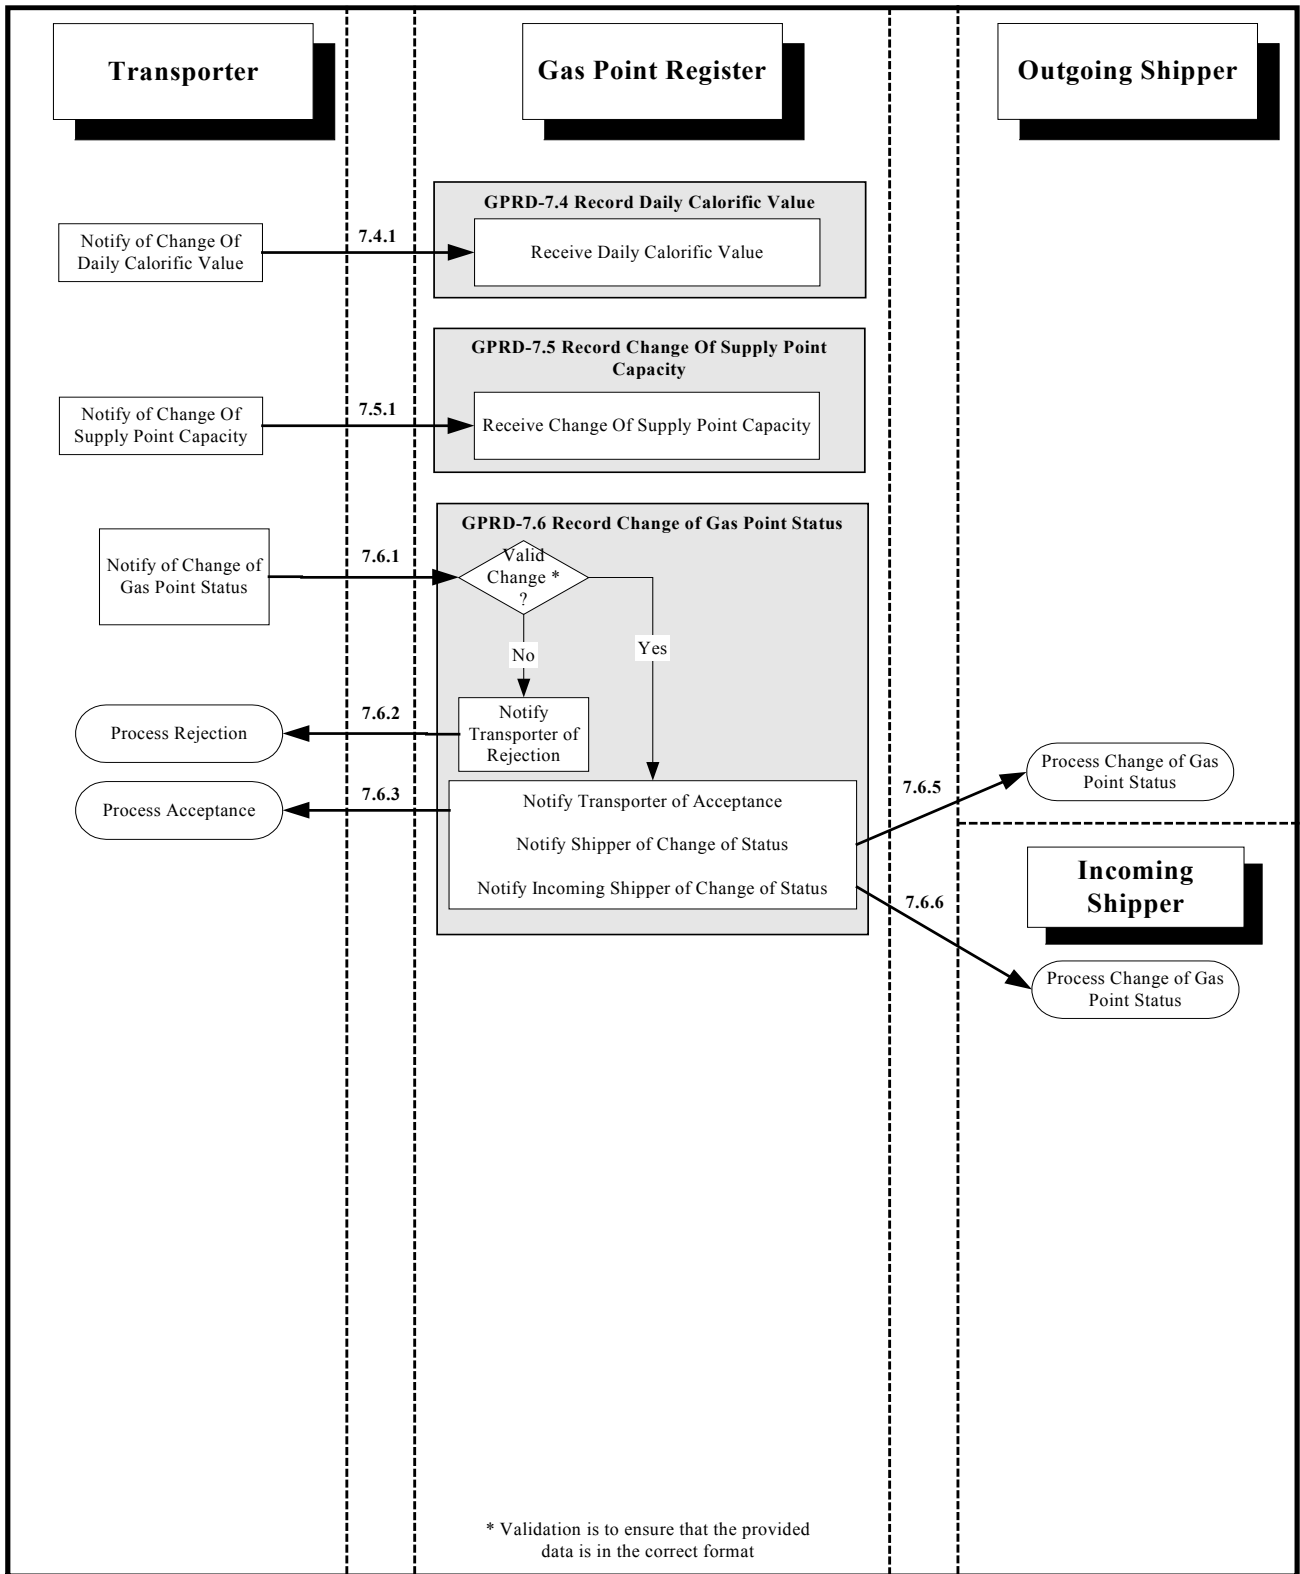 Transporter
Gas Point Register
Outgoing Shipper
GPRD-7.4 Record Daily Calorific Value
Notify of Change Of
Daily Calorific Value
7.4.1
Receive Daily Calorific Value
GPRD-7.5 Record Change Of Supply Point
Capacity
Notify of Change Of
Supply Point Capacity
7.5.1
Receive Change Of Supply Point Capacity
GPRD-7.6 Record Change of Gas Point Status
Notify of Change of
Gas Point Status
7.6.1
Valid
Change *
?
No
Yes
Process Rejection
7.6.2
Notify
Transporter of
Rejection
Process Acceptance
7.6.3
Notify Transporter of Acceptance
Notify Shipper of Change of Status
Notify Incoming Shipper of Change of Status
7.6.5
Process Change of Gas
Point Status
Incoming
Shipper
7.6.6
Process Change of Gas
Point Status
* Validation is to ensure that the provided
data is in the correct format